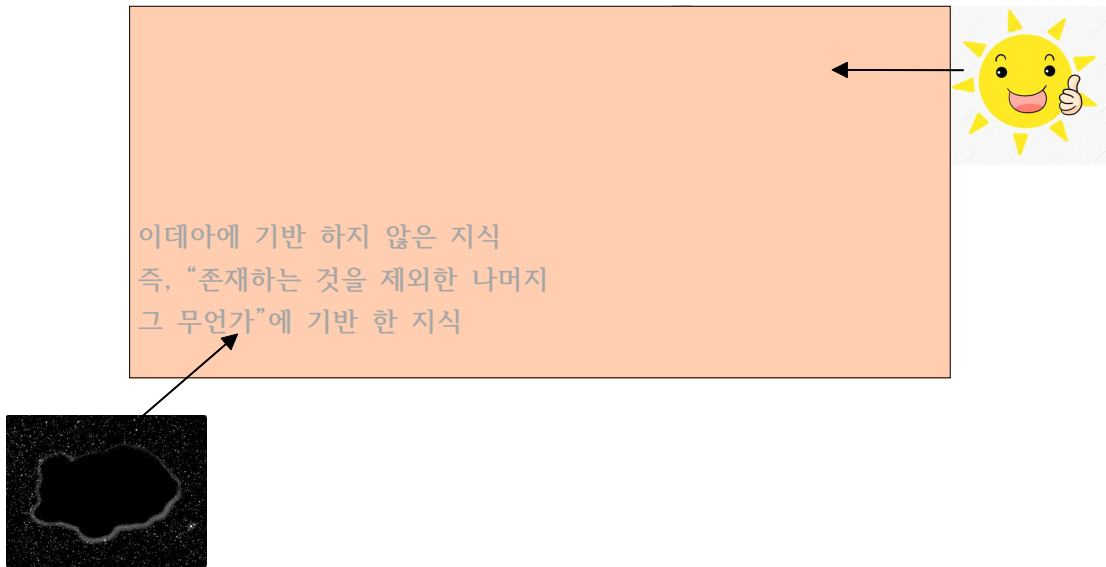 이데아에 기반 하지 않은 지식
즉, “존재하는 것을 제외한 나머지
그 무언가”에 기반 한 지식